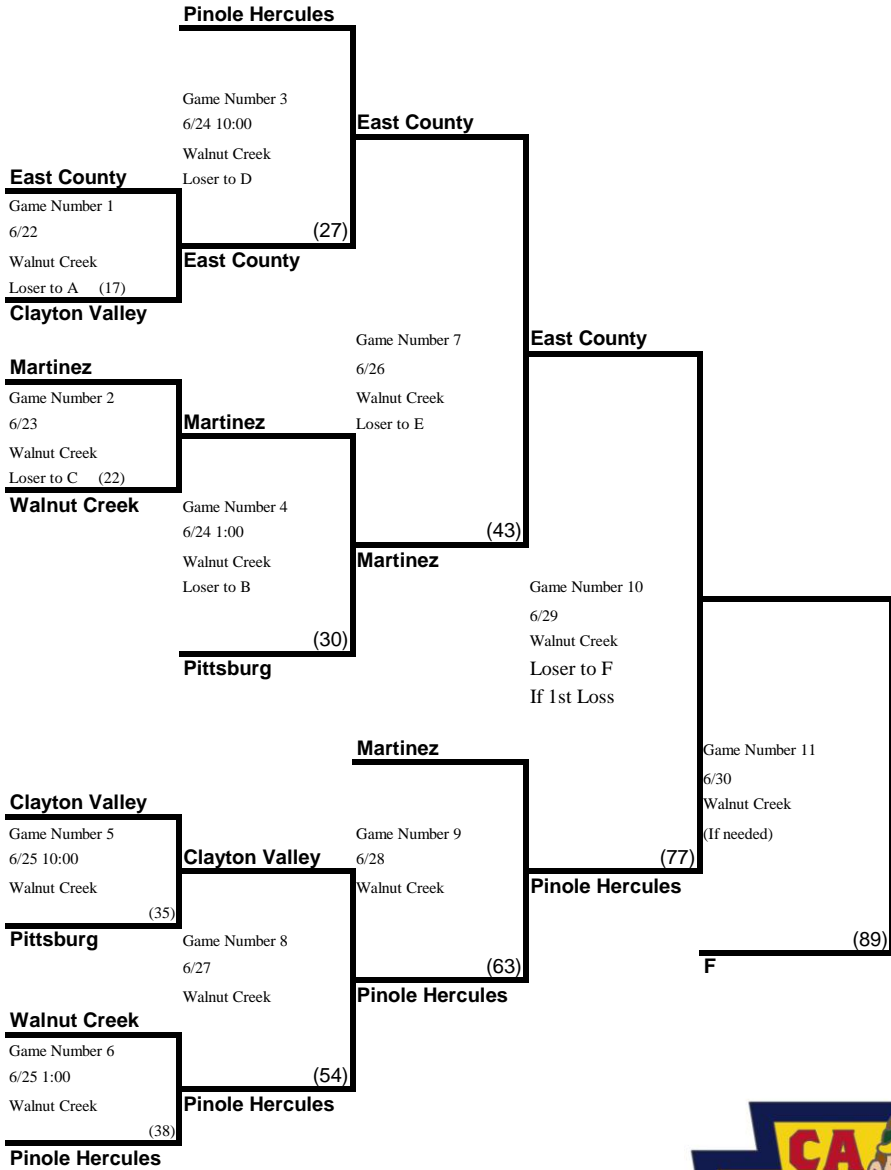 Pinole Hercules
Game Number 3
6/24 10:00
Walnut Creek
Loser to D
East County
East County
Game Number 1
6/22
Walnut Creek
Loser to A (17)
Clayton Valley
(27)
East County
Martinez
Game Number 2
6/23
Walnut Creek
Loser to C (22)
Walnut Creek
Martinez
Game Number 4
6/24 1:00
Walnut Creek
Loser to B
(30)
Pittsburg
Game Number 7
6/26
Walnut Creek
Loser to E
(43)
Martinez
East County
Game Number 10
6/29
Walnut Creek
Loser to F
If 1st Loss
(77)
Pinole Hercules
Martinez
Game Number 9
6/28
Walnut Creek
(63)
Pinole Hercules
Clayton Valley
Game Number 5
6/25 10:00
Walnut Creek
(35)
Pittsburg
Clayton Valley
Game Number 8
6/27
Walnut Creek
(54)
Pinole Hercules
Walnut Creek
Game Number 6
6/25 1:00
Walnut Creek
(38)
Pinole Hercules
Game Number 11
6/30
Walnut Creek
(If needed)
(89)
F
CA